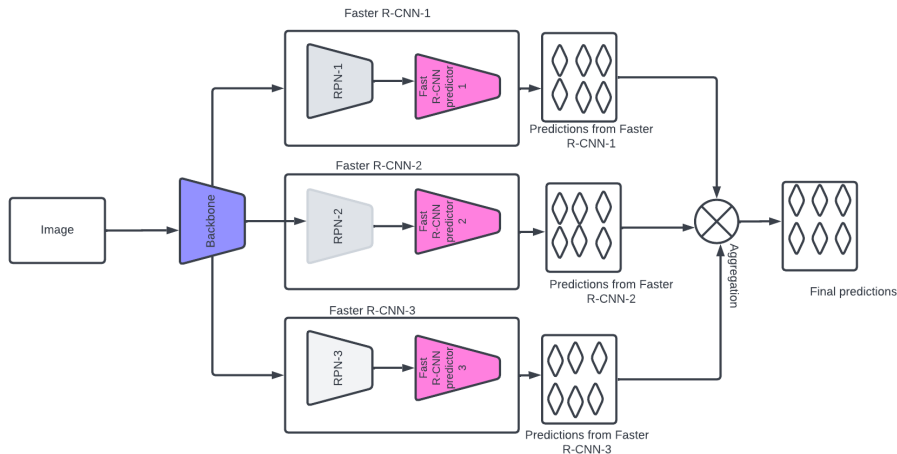 Faster R-CNN-1
RPN-1
Fast
R-CNN
predictor
1
Predictions from Faster
R-CNN-1
Faster R-CNN-2
Image
Backbone
RPN-2
Fast
R-CNN
predictor
2
Predictions from Faster
R-CNN-2
Aggregation
Final predictions
Faster R-CNN-3
RPN-3
Fast
R-CNN
predictor
3
Predictions from Faster
R-CNN-3